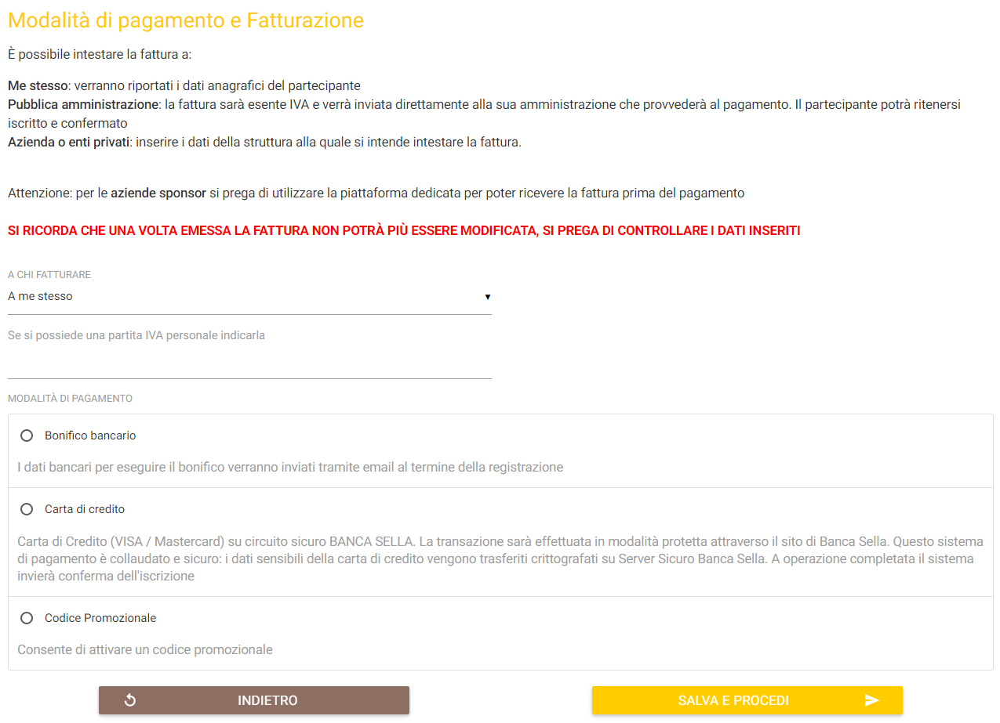 Modalità di pagamento e Fatturazione
È possibile intestare la fattura a:
Me stesso: verranno riportati i dati anagrafici del partecipante
Pubblica amministrazione: la fattura sarà esente IVA e verrà inviata direttamente alla sua amministrazione che provvederà al pagamento. Il partecipante potrà ritenersi
iscritto e confermato
Azienda o enti privati: inserire i dati della struttura alla quale si intende intestare la fattura.
Attenzione: per le aziende sponsor si prega di utilizzare la piattaforma dedicata per poter ricevere la fattura prima del pagamento
SI RICORDA CHE UNA VOLTA EMESSA LA FATTURA NON POTRÀ PIÙ ESSERE MODIFICATA, SI PREGA DI CONTROLLARE I DATI INSERITI
A CHI FATTURARE
A me stesso
Se si possiede una partita IVA personale indicarla
MODALITÀ DI PAGAMENTO
Bonifico bancario
I dati bancari per eseguire il bonifico verranno inviati tramite email al termine della registrazione
Carta di credito
Carta di Credito (VISA / Mastercard) su circuito sicuro BANCA SELLA. La transazione sarà effettuata in modalità protetta attraverso il sito di Banca Sella. Questo sistema
di pagamento è collaudato e sicuro: i dati sensibili della carta di credito vengono trasferiti crittografati su Server Sicuro Banca Sella. A operazione completata il sistema
invierà conferma dell'iscrizione
Codice Promozionale
Consente di attivare un codice promozionale
INDIETRO
SALVA E PROCEDI